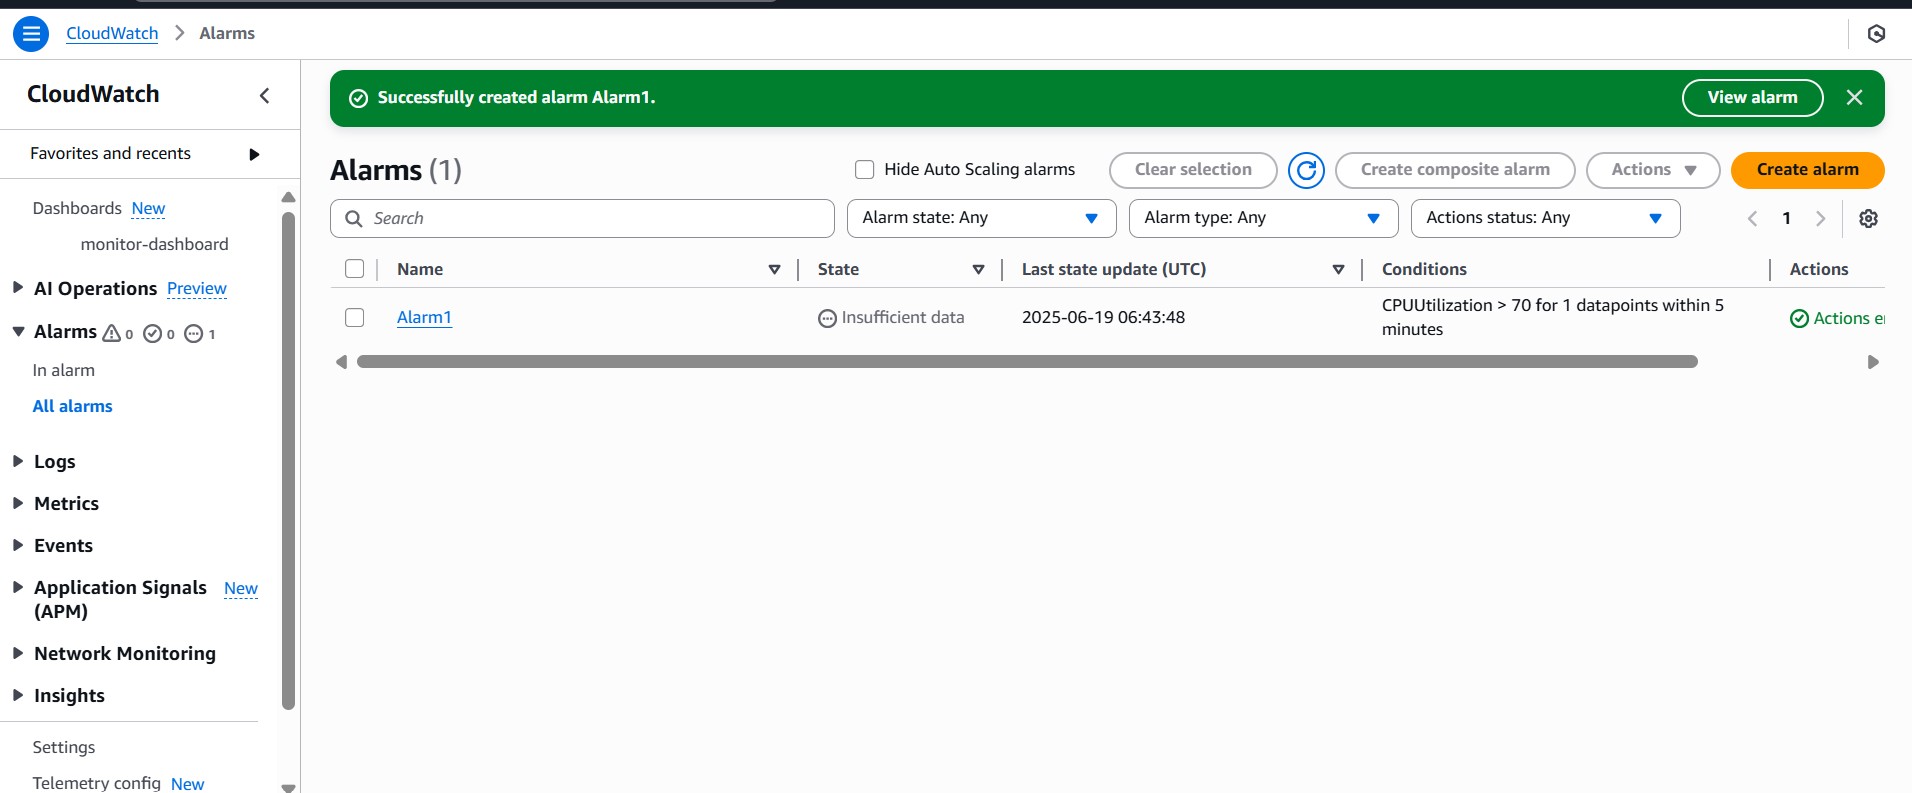 CloudWatch > Alarms
CloudWatch
Favorites and recents
Dashboards New
monitor-dashboard
AI Operations Preview
Alarms 0 0 1
In alarm
All alarms
Logs
Metrics
Events
Application Signals New
(APM)
Network Monitoring
Insights
Settings
Telemetry config New
Successfully created alarm Alarm1.
View alarm
Alarms (1)
Hide Auto Scaling alarms
Clear selection
Create composite alarm
Actions
Create alarm
Search
Alarm state: Any
Alarm type: Any
Actions status: Any
1
Name
State
Last state update (UTC)
Conditions
Actions
Alarm1
Insufficient data
2025-06-19 06:43:48
CPUUtilization > 70 for 1 datapoints within 5
minutes
Actions